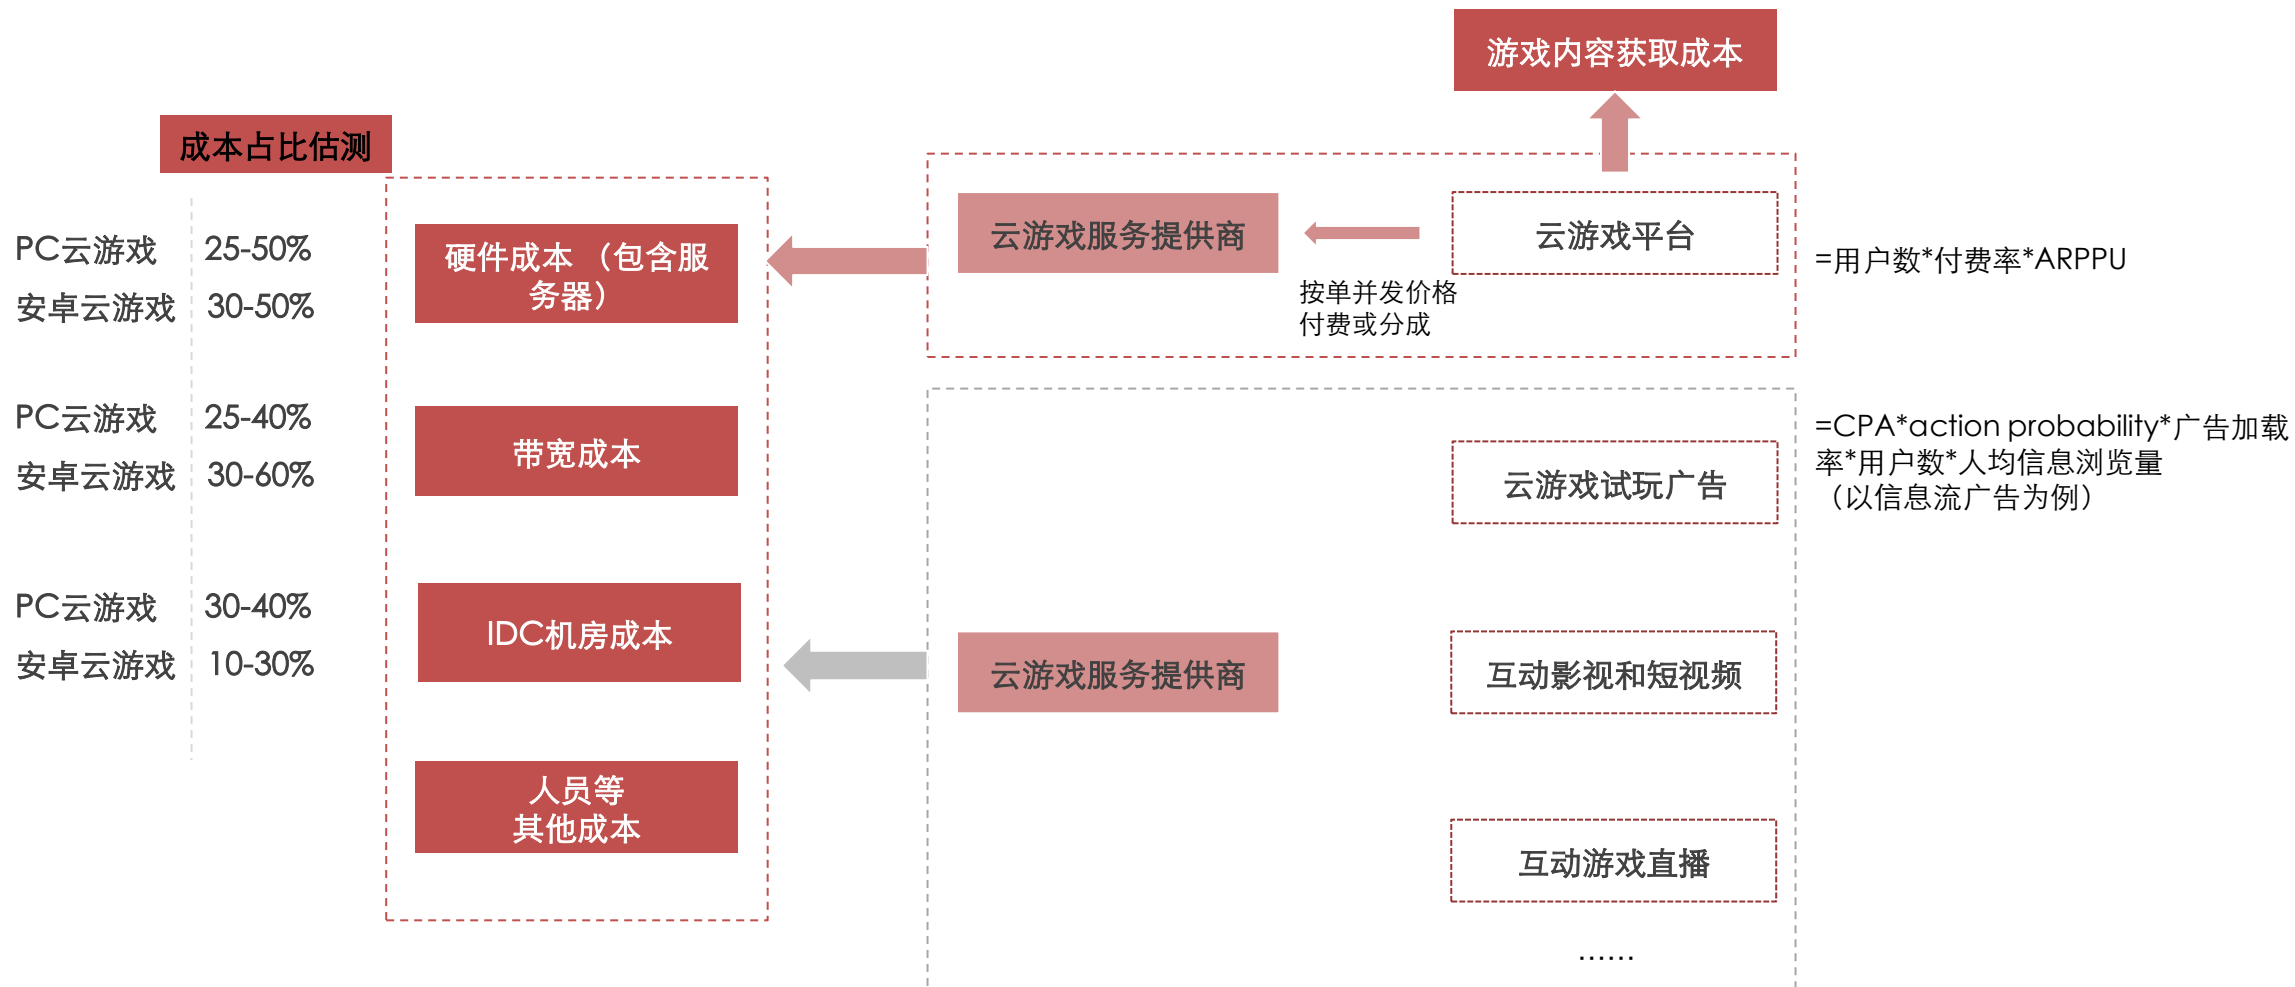 游戏内容获取成本
成本占比估测
PC云游戏 25-50%
安卓云游戏 30-50%
硬件成本 （包含服
务器）
云游戏服务提供商
云游戏平台
按单并发价格
付费或分成
=用户数*付费率*ARPPU
PC云游戏 25-40%
安卓云游戏 30-60%
带宽成本
云游戏试玩广告
=CPA*action probability*广告加载
率*用户数*人均信息浏览量
（以信息流广告为例）
PC云游戏 30-40%
安卓云游戏 10-30%
IDC机房成本
云游戏服务提供商
互动影视和短视频
人员等
其他成本
互动游戏直播
……